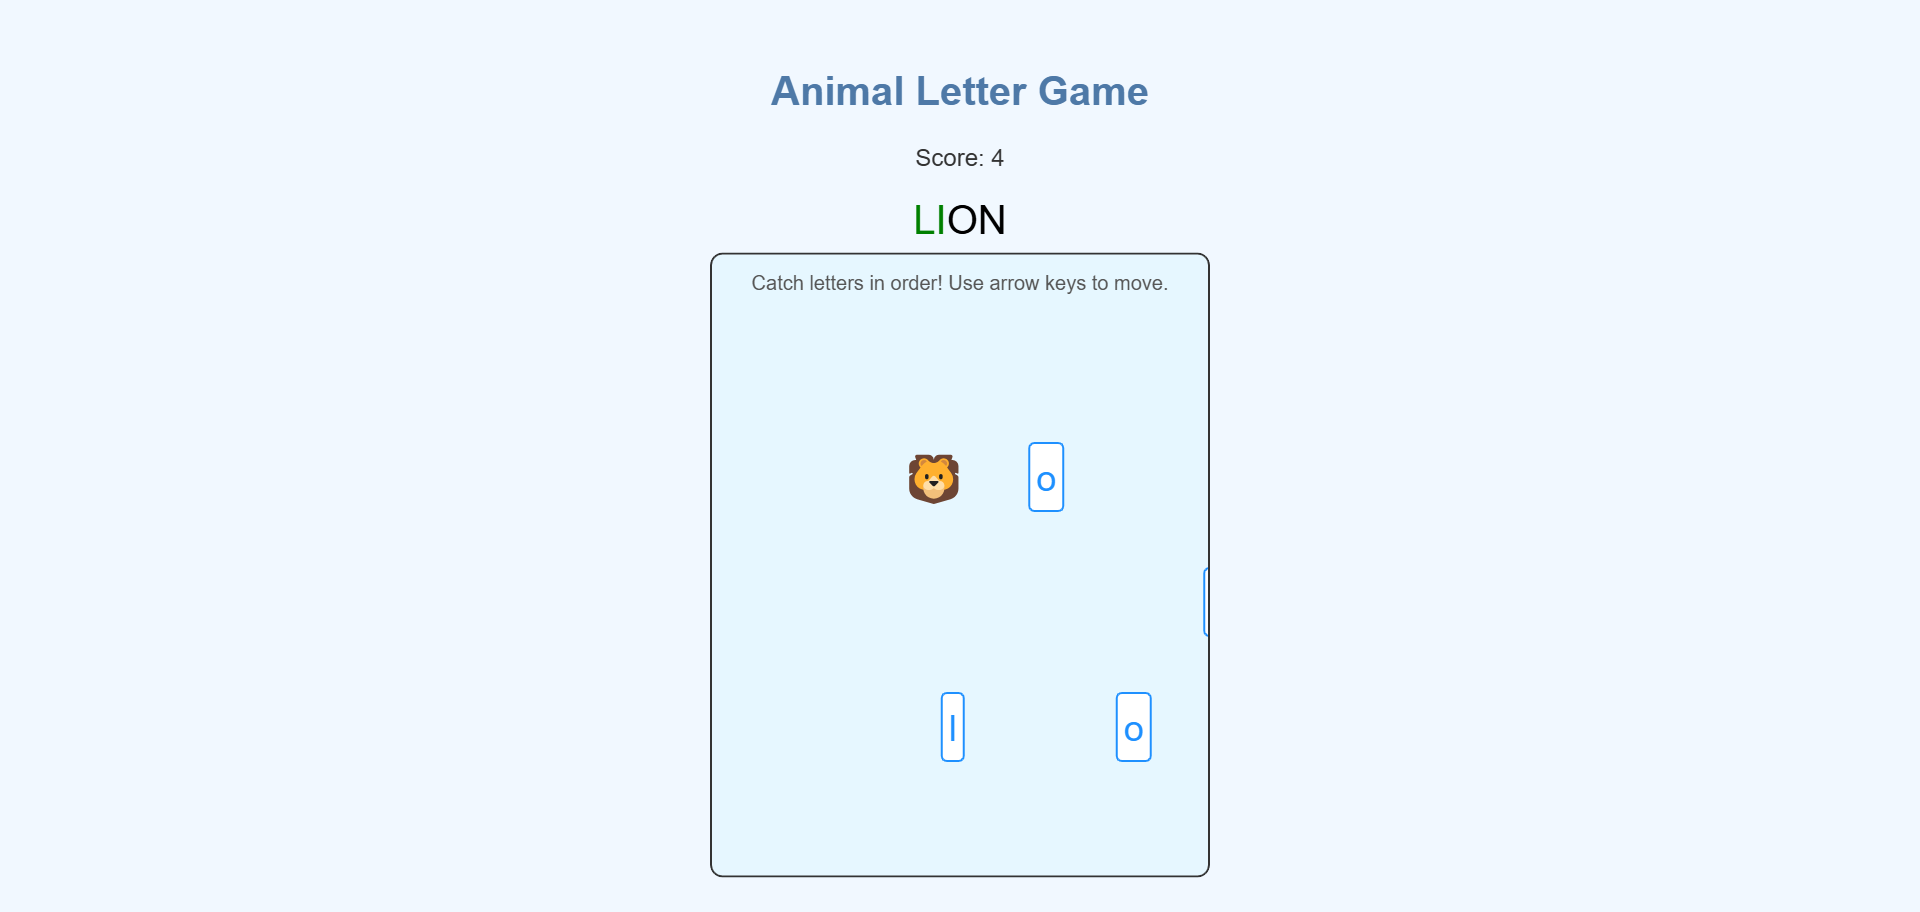 Animal Letter Game
Score: 4
LION
Catch letters in order! Use arrow keys to move.
o
l
o